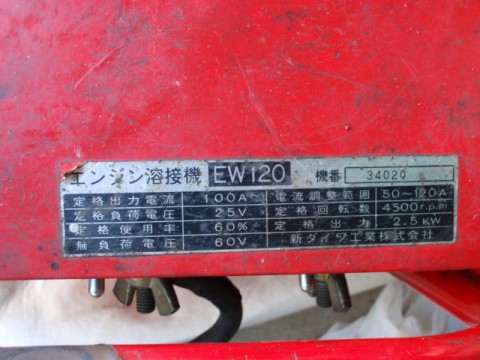 エンジン溶接機 EW120 機番 34020
定格出力電流 100A 電流調整範囲 50～120A
定格負荷電圧 25V 定格回転数 4500r.p.m
定格使用率 60% 定格出力 2.5KW
無負荷電圧 60V 新ダイワ工業株式会社